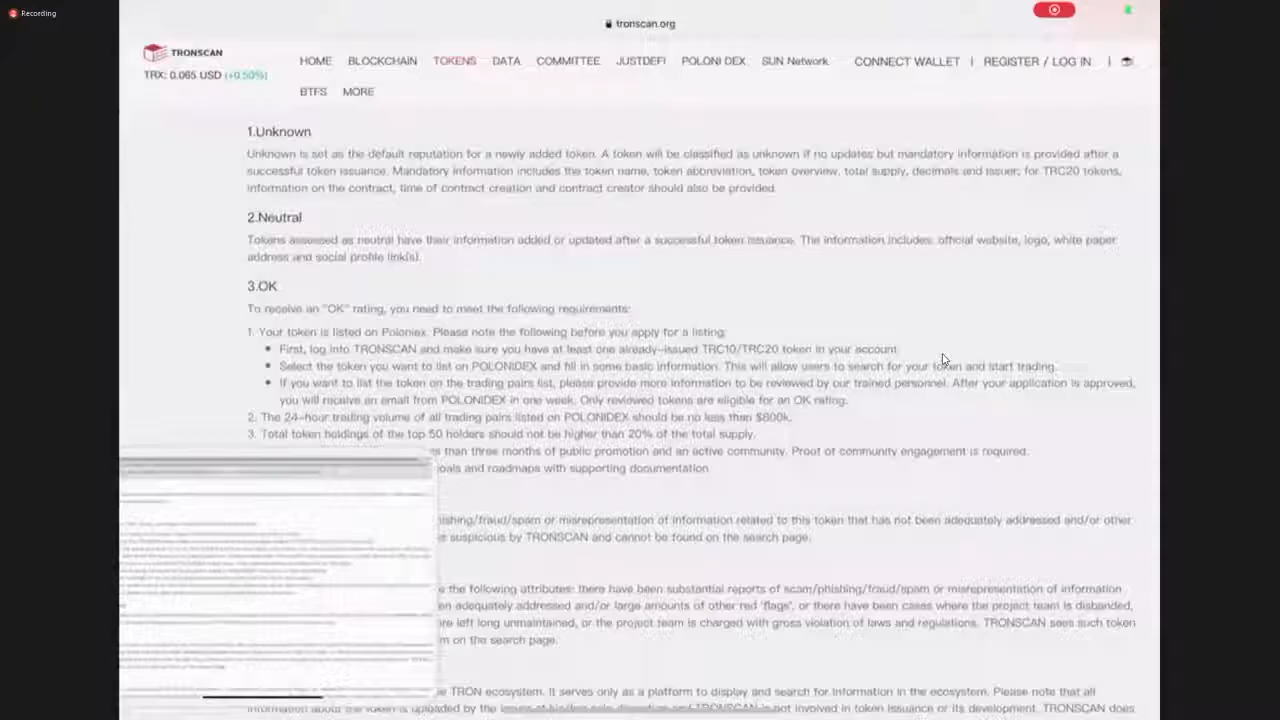 Recording
tronscan.org
TRONSCAN
TRX: 0.065 USD (+0.50%)
HOME BLOCKCHAIN TOKENS DATA COMMITTEE JUSTDEFI POLONI DEX SUN Network CONNECT WALLET | REGISTER / LOG IN |
BTFS MORE
1.Unknown
Unknown is set as the default reputation for a newly added token. A token will be classified as unknown if no updates but mandatory information is provided after a
successful token issuance. Mandatory information includes the token name, token abbreviation, token overview, total supply, decimals and issuer; for TRC20 tokens,
information on the contract, time of contract creation and contract creator should also be provided.
2.Neutral
Tokens assessed as neutral have their information added or updated after a successful token issuance. The information includes: official website, logo, white paper
address and social profile link(s).
3.OK
To receive an "OK" rating, you need to meet the following requirements:
1. Your token is listed on Poloniex. Please note the following before you apply for a listing:
First, log into TRONSCAN and make sure you have at least one already-issued TRC10/TRC20 token in your account.
Select the token you want to list on POLONIDEX and fill in some basic information. This will allow users to search for your token and start trading.
If you want to list the token on the trading pairs list, please provide more information to be reviewed by our trained personnel. After your application is approved,
you will receive an email from POLONIDEX in one week. Only reviewed tokens are eligible for an OK rating.
2. The 24-hour trading volume of all trading pairs listed on POLONIDEX should be no less than $800k.
3. Total token holdings of the top 50 holders should not be higher than 20% of the total supply.
than three months of public promotion and an active community. Proof of community engagement is required.
and roadmaps with supporting documentation.
or misrepresentation of information related to this token that has not been adequately addressed and/or other
suspicious by TRONSCAN and cannot be found on the search page.
the following attributes: there have been substantial reports of scam/phishing/fraud/spam or misrepresentation of information
adequately addressed and/or large amounts of other red 'flags', or there have been cases where the project team is disbanded,
left long unmaintained, or the project team is charged with gross violation of laws and regulations. TRONSCAN sees such token
on the search page.
TRON ecosystem. It serves only as a platform to display and search for information in the ecosystem. Please note that all
information about the token is uploaded by the TRONSCAN is not involved in token issuance or its development. TRONSCAN does